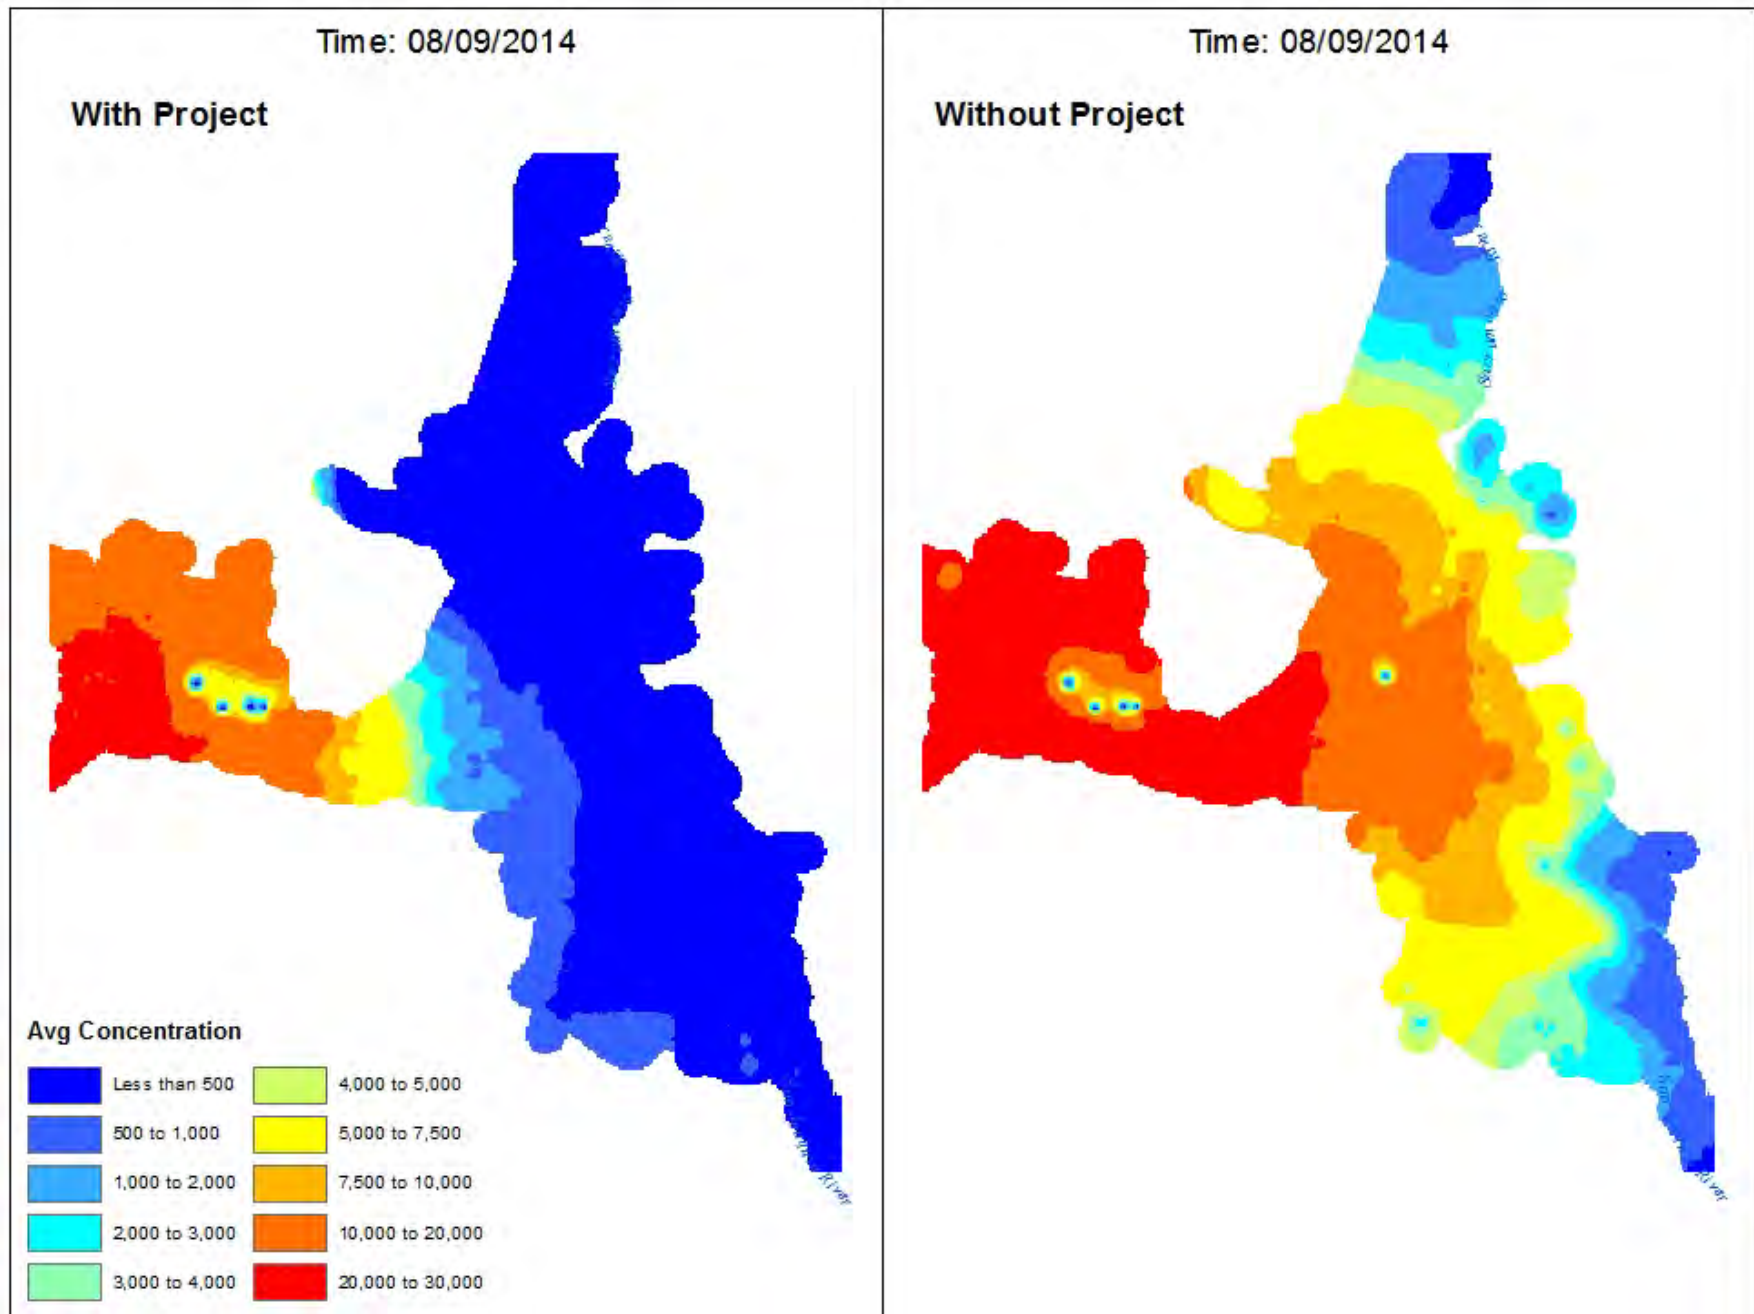 Time: 08/09/2014
With Project
Time: 08/09/2014
Without Project
Avg Concentration
Less than 500
500 to 1,000
1,000 to 2,000
2,000 to 3,000
3,000 to 4,000
4,000 to 5,000
5,000 to 7,500
7,500 to 10,000
10,000 to 20,000
20,000 to 30,000
River
River